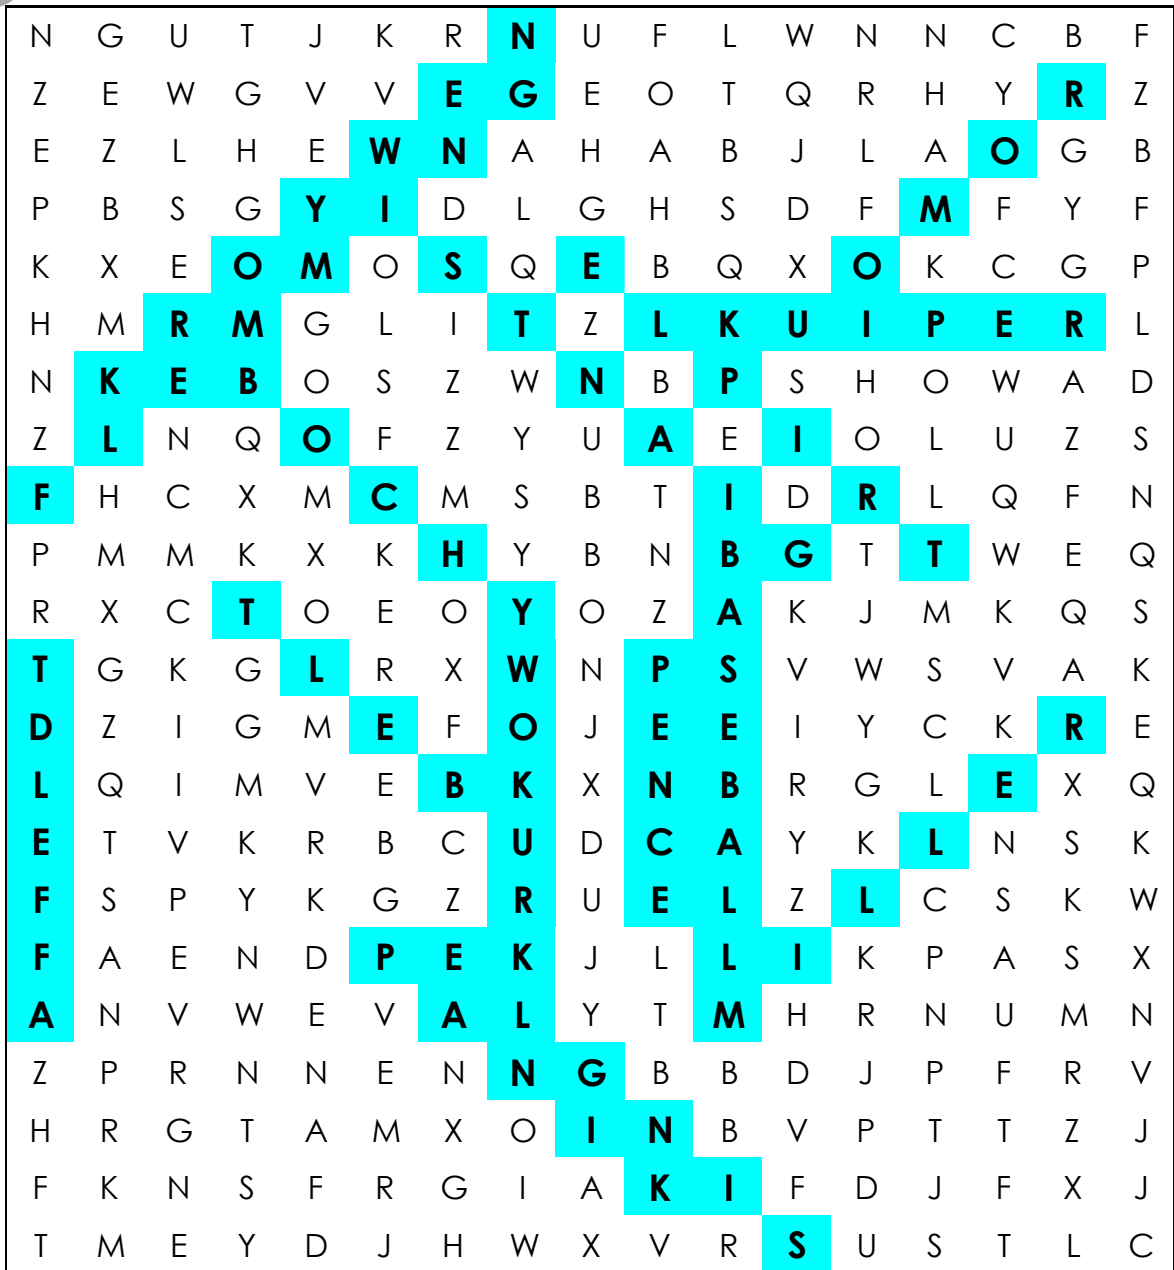 N G U T J K R N U F L W N N C B F
Z E W G V V E G E O T Q R H Y R Z
E Z L H E W N A H A B J L A O G B
P B S G Y I D L G H S D F M F Y F
K X E O M O S Q E B Q X O K C G P
H M R M G L I T Z L K U I P E R L
N K E B O S Z W N B P S H O W A D
Z L N Q O F Z Y U A E I O L U Z S
F H C X M C M S B T I D R L Q F N
P M M K X K H Y B N B G T T W E Q
R X C T O E O Y O Z A K J M K Q S
T G K G L R X W N P S V W S V A K
D Z I G M E F O J E E I Y C K R E
L Q I M V E B K X N B R G L E X Q
E T V K R B C U D C A Y K L N S K
F S P Y K G Z R U E L Z L C S K W
F A E N D P E K J L L I K P A S X
A N V W E V A L Y T M H R N U M N
Z P R N N E N N G B B D J P F R V
H R G T A M X O I N B V P T T Z J
F K N S F R G I A K I F D J F X J
T M E Y D J H W X V R S U S T L C